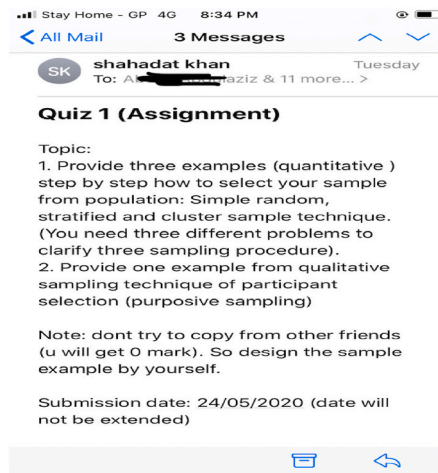 Stay Home - GP 4G 8:34 PM
All Mail
3 Messages
SK
shahadat khan
Tuesday
To: aziz & 11 more... >
Quiz 1 (Assignment)
Topic:
1. Provide three examples (quantitative )
step by step how to select your sample
from population: Simple random,
stratified and cluster sample technique.
(You need three different problems to
clarify three sampling procedure).
2. Provide one example from qualitative
sampling technique of participant
selection (purposive sampling)
Note: dont try to copy from other friends
(u will get 0 mark). So design the sample
example by yourself.
Submission date: 24/05/2020 (date will
not be extended)